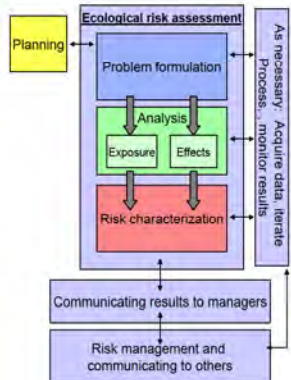 Ecological risk assessment
Planning
Problem formulation
Analysis
Exposure
Effects
Risk characterization
As necessary: Acquire data, iterate
Process, , monitor results
Communicating results to managers
Risk management and
communicating to others